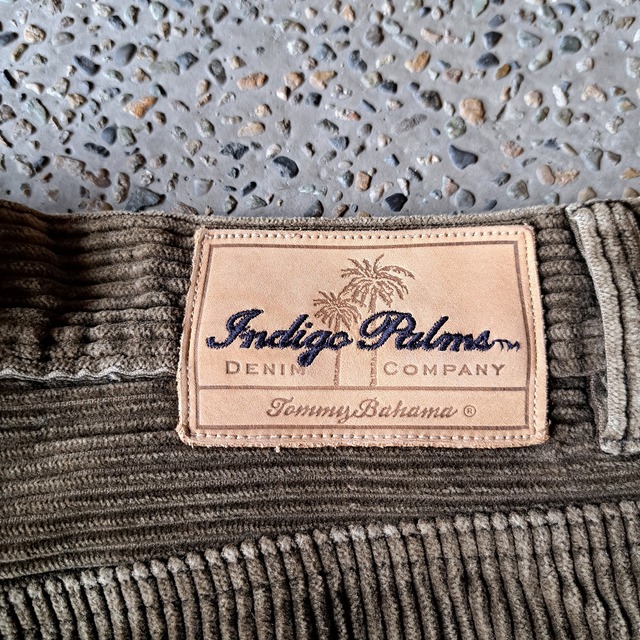 Indigo Palms™
DENIM COMPANY
Tommy Bahama ®